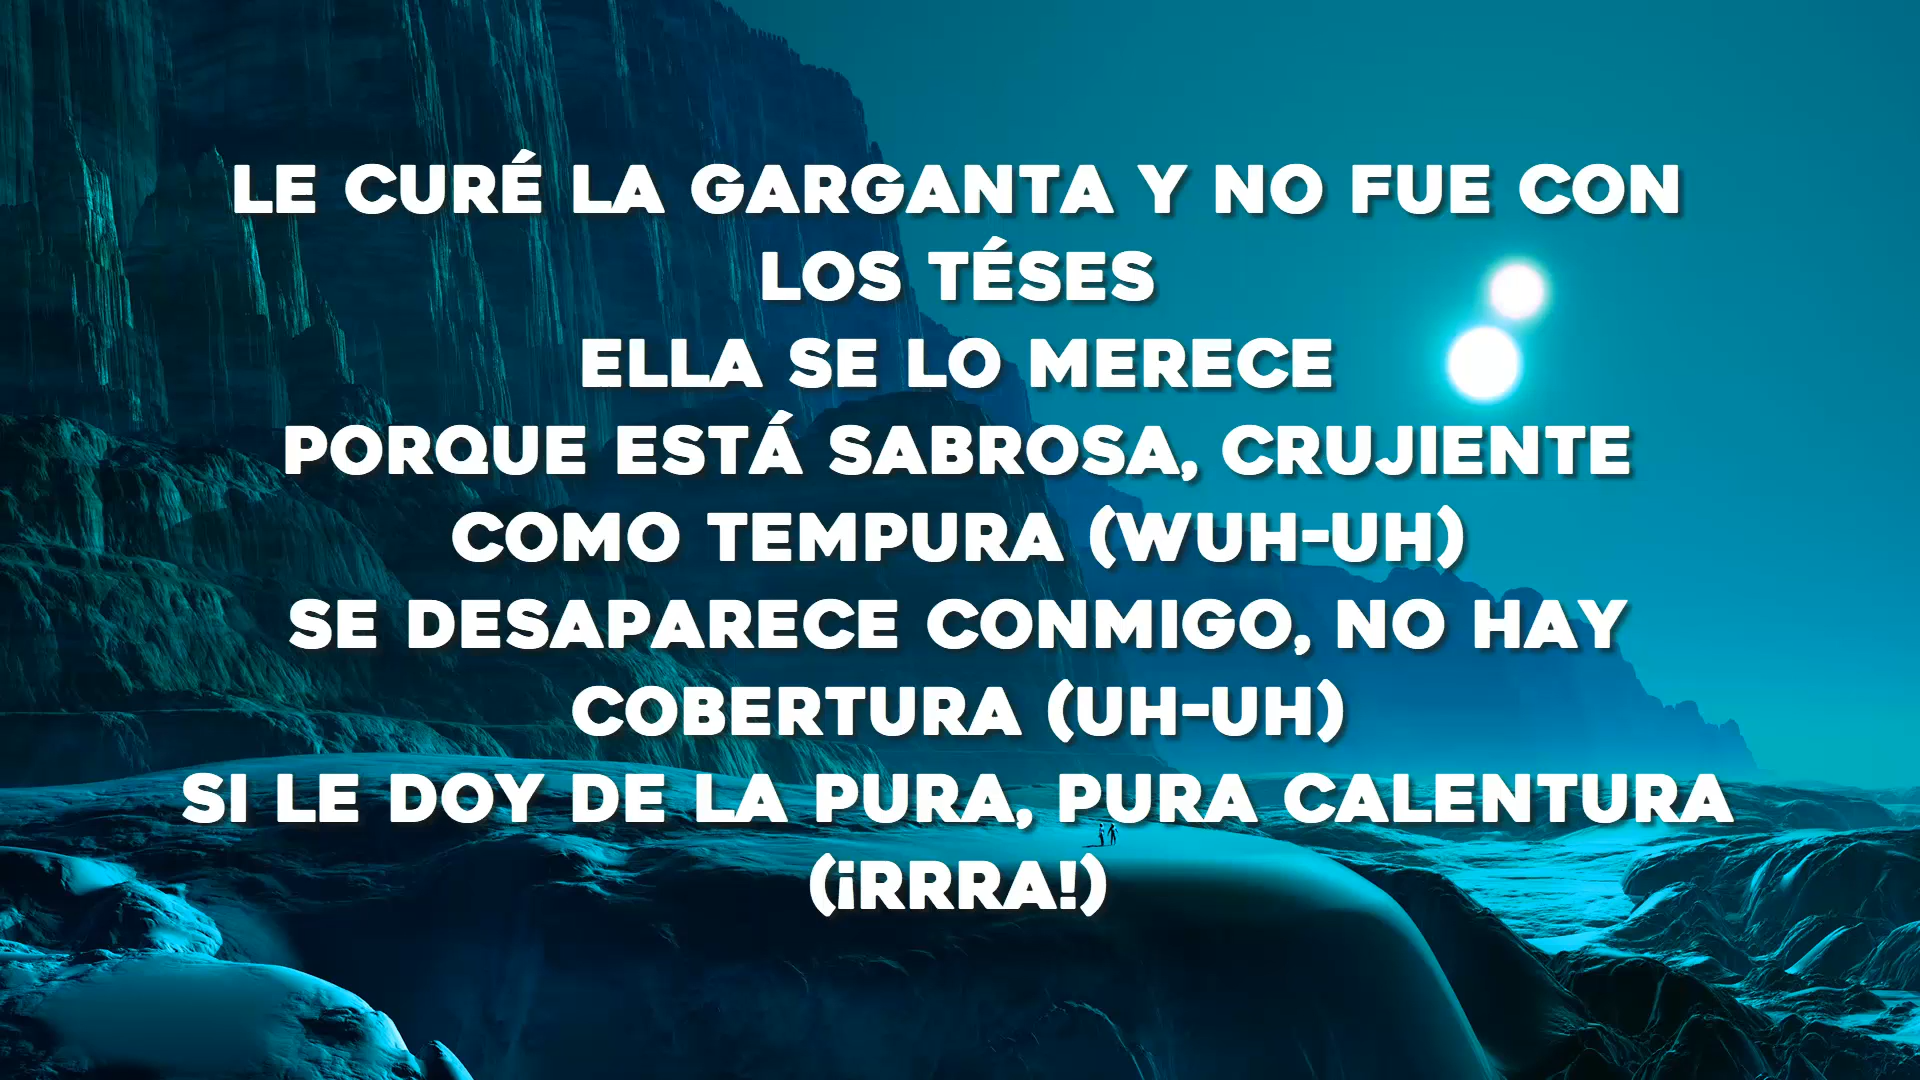 LE CURÉ LA GARGANTA Y NO FUE CON
LOS TÉSES
ELLA SE LO MERECE
PORQUE ESTÁ SABROSA, CRUJIENTE
COMO TEMPURA (WUH-UH)
SE DESAPARECE CONMIGO, NO HAY
COBERTURA (UH-UH)
SI LE DOY DE LA PURA, PURA CALENTURA
(¡RRRA!)